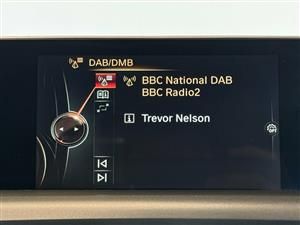 DAB/DMB
BBC National DAB
BBC Radio2
Trevor Nelson